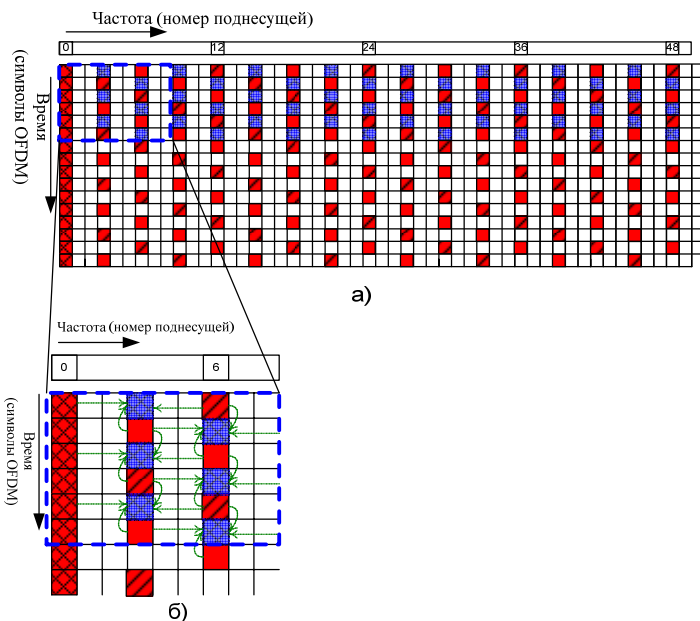 Частота (номер поднесущей)
0 12 24 36 48
Время
(символы OFDM)
а)
Частота (номер поднесущей)
0 6
Время
(символы OFDM)
б)